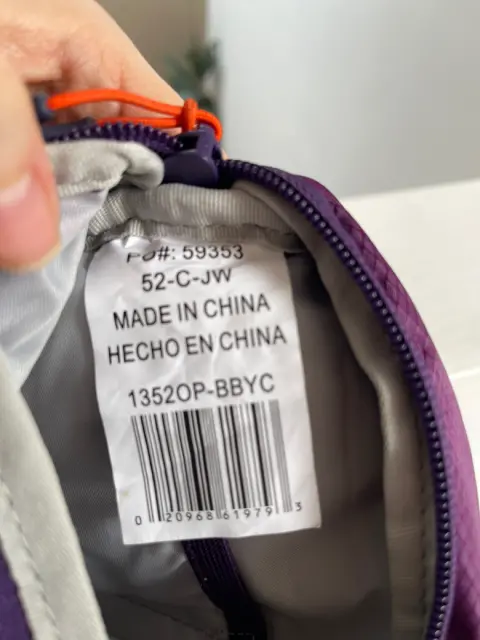 PO#: 59353
52-C-JW
MADE IN CHINA
HECHO EN CHINA
1352OP-BBYC
0 20968 61979 3